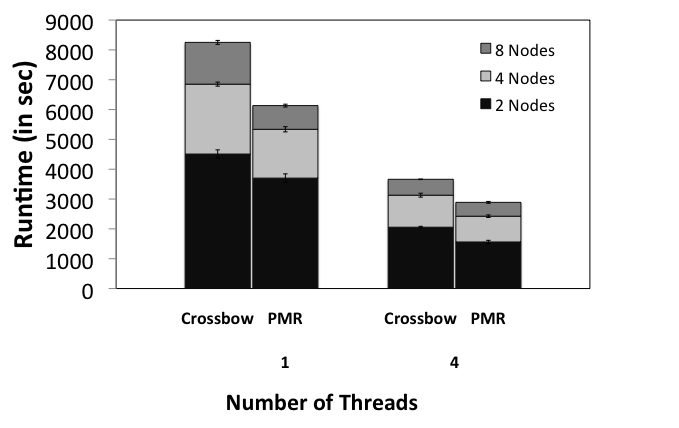 Runtime (in sec)
9000
8000
7000
6000
5000
4000
3000
2000
1000
0
8 Nodes
4 Nodes
2 Nodes
Crossbow PMR Crossbow PMR
1 4
Number of Threads